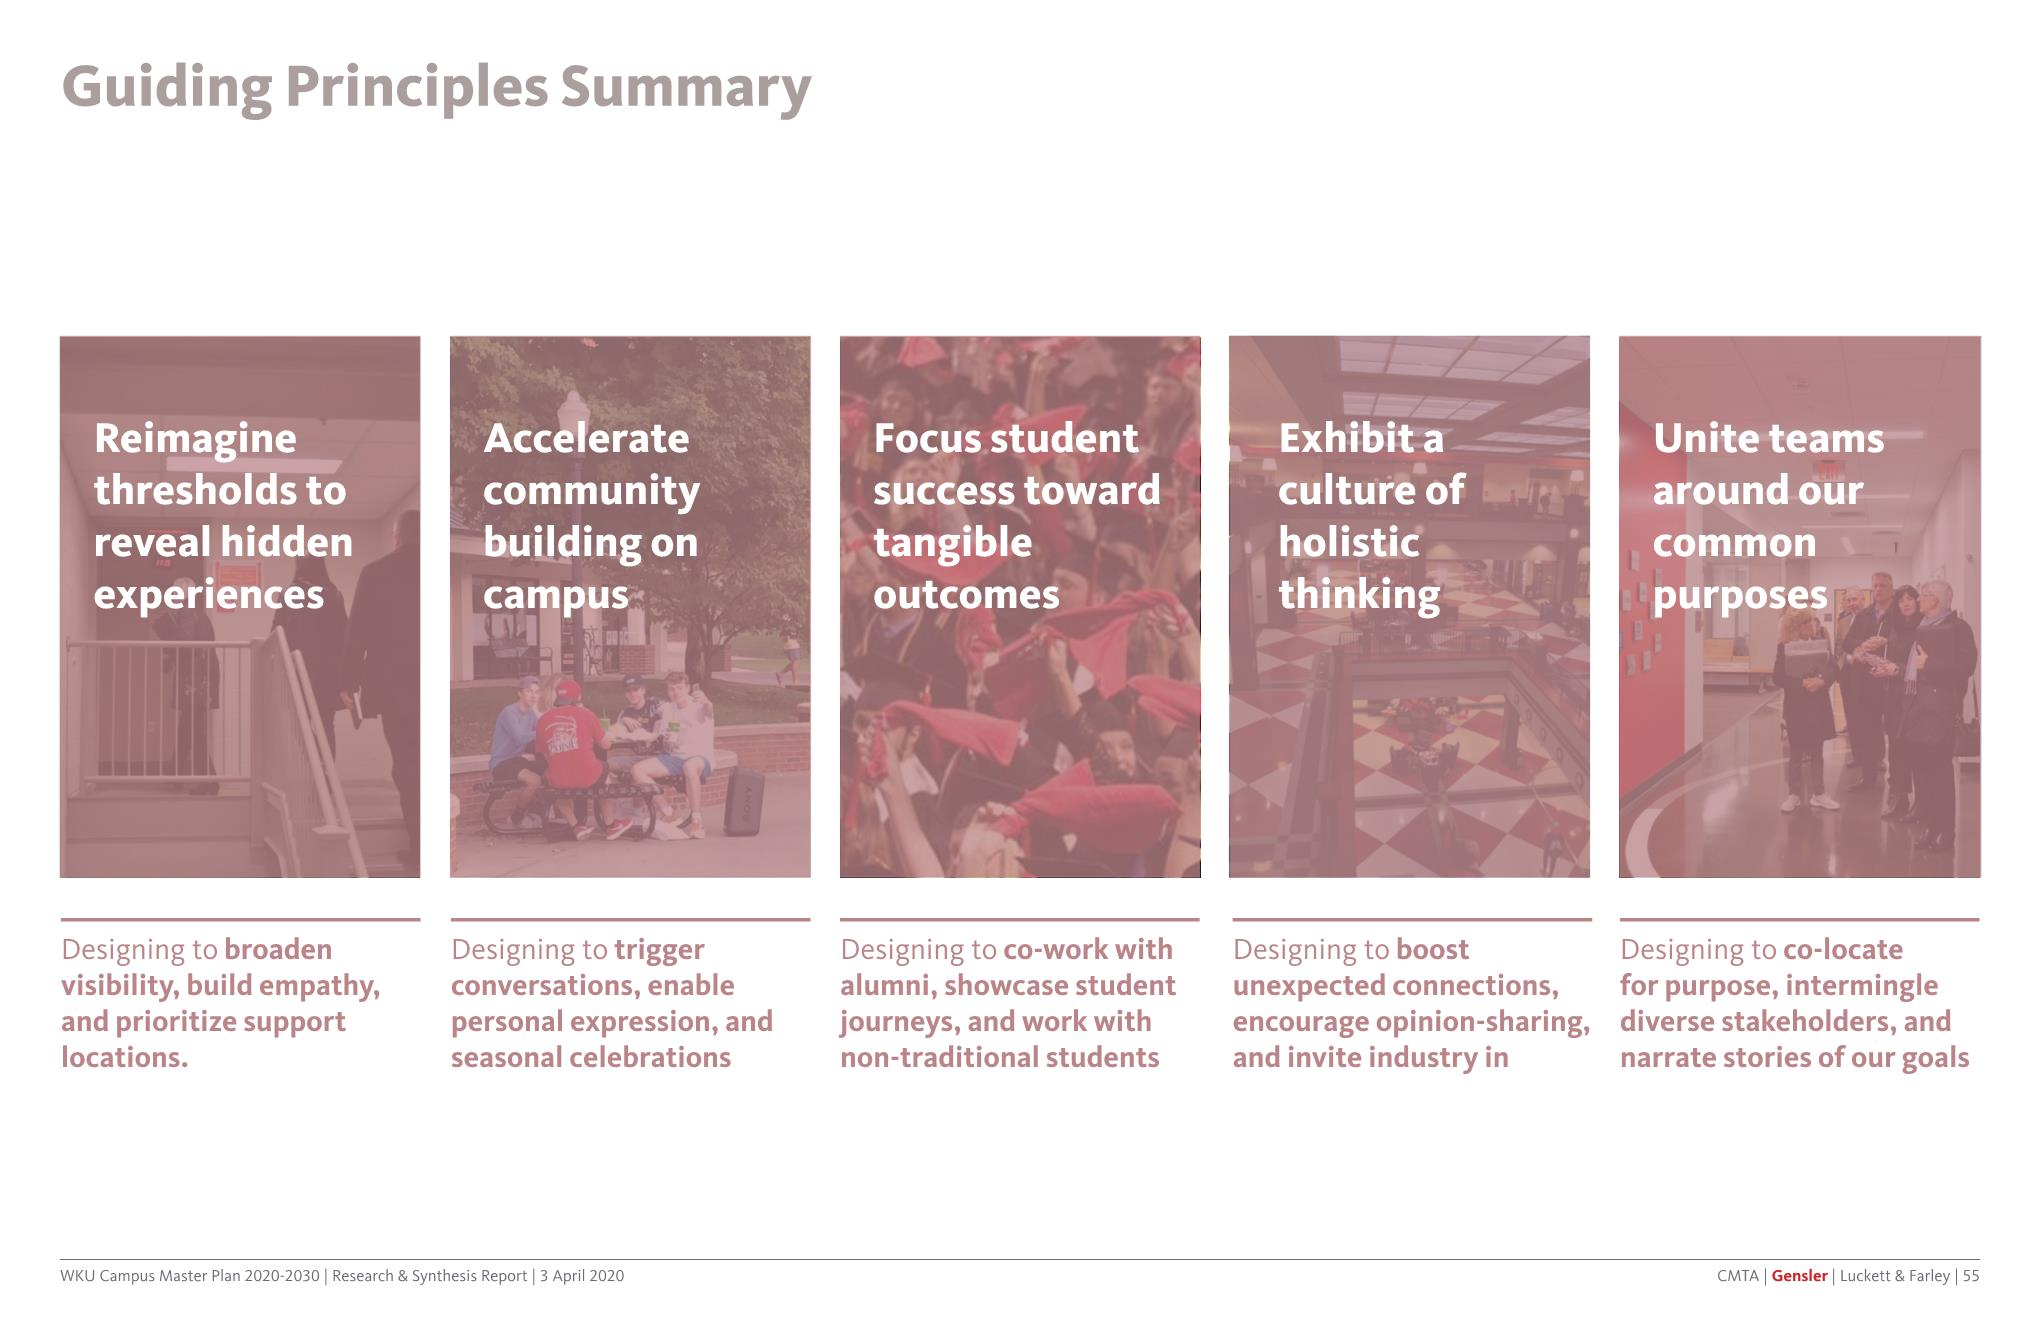 Guiding Principles Summary
Reimagine
thresholds to
reveal hidden
experiences
Accelerate
community
building on
campus
Focus student
success toward
tangible
outcomes
Exhibit a
culture of
holistic
thinking
Unite teams
around our
common
purposes
SONY
Designing to broaden
visibility, build empathy,
and prioritize support
locations.
Designing to trigger
conversations, enable
personal expression, and
seasonal celebrations
Designing to co-work with
alumni, showcase student
journeys, and work with
non-traditional students
Designing to boost
unexpected connections,
encourage opinion-sharing,
and invite industry in
Designing to co-locate
for purpose, intermingle
diverse stakeholders, and
narrate stories of our goals
WKU Campus Master Plan 2020-2030 | Research & Synthesis Report | 3 April 2020
CMTA | Gensler | Luckett & Farley | 55